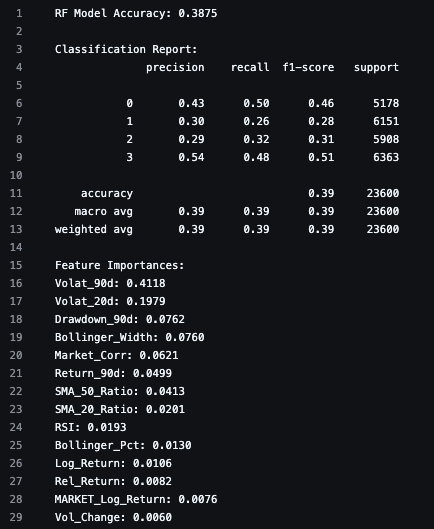 1 RF Model Accuracy: 0.3875
2
3 Classification Report:
4 precision recall f1-score support
5
6 0 0.43 0.50 0.46 5178
7 1 0.30 0.26 0.28 6151
8 2 0.29 0.32 0.31 5908
9 3 0.54 0.48 0.51 6363
10
11 accuracy 0.39 23600
12 macro avg 0.39 0.39 0.39 23600
13 weighted avg 0.39 0.39 0.39 23600
14
15 Feature Importances:
16 Volat_90d: 0.4118
17 Volat_20d: 0.1979
18 Drawdown_90d: 0.0762
19 Bollinger_Width: 0.0760
20 Market_Corr: 0.0621
21 Return_90d: 0.0499
22 SMA_50_Ratio: 0.0413
23 SMA_20_Ratio: 0.0201
24 RSI: 0.0193
25 Bollinger_Pct: 0.0130
26 Log_Return: 0.0106
27 Rel_Return: 0.0082
28 MARKET_Log_Return: 0.0076
29 Vol_Change: 0.0060